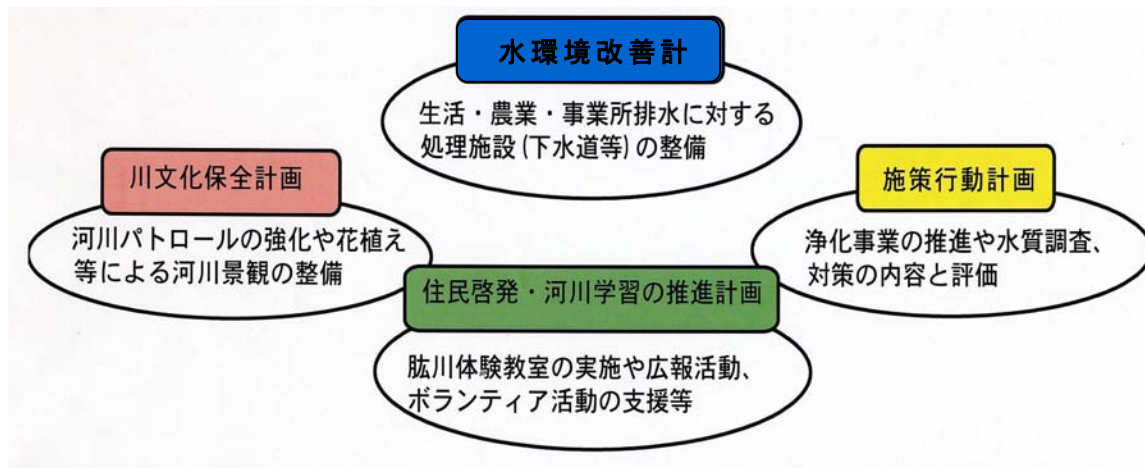 水環境改善計
生活・農業・事業所排水に対する
処理施設(下水道等)の整備
川文化保全計画
河川パトロールの強化や花植え
等による河川景観の整備
施策行動計画
浄化事業の推進や水質調査、
対策の内容と評価
住民啓発・河川学習の推進計画
肱川体験教室の実施や広報活動、
ボランティア活動の支援等